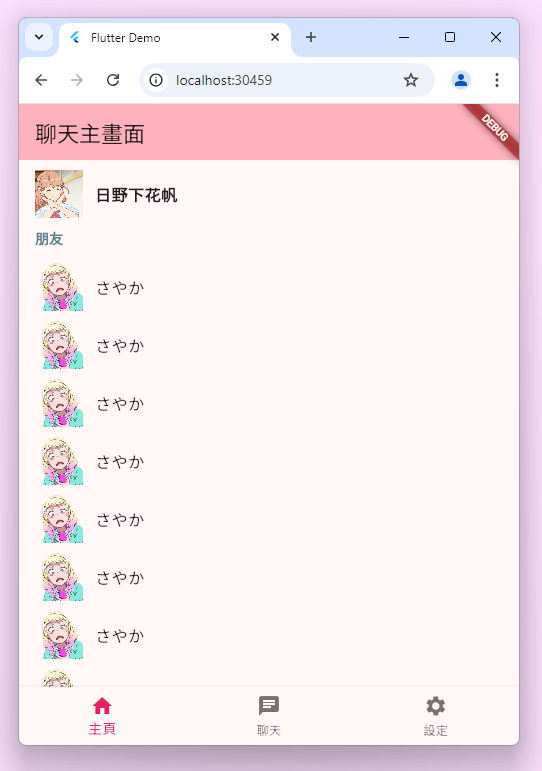 Flutter Demo
localhost:30459
聊天主畫面
DEBUG
日野下花帆
朋友
さやか
さやか
さやか
さやか
さやか
さやか
さやか
主頁
聊天
設定